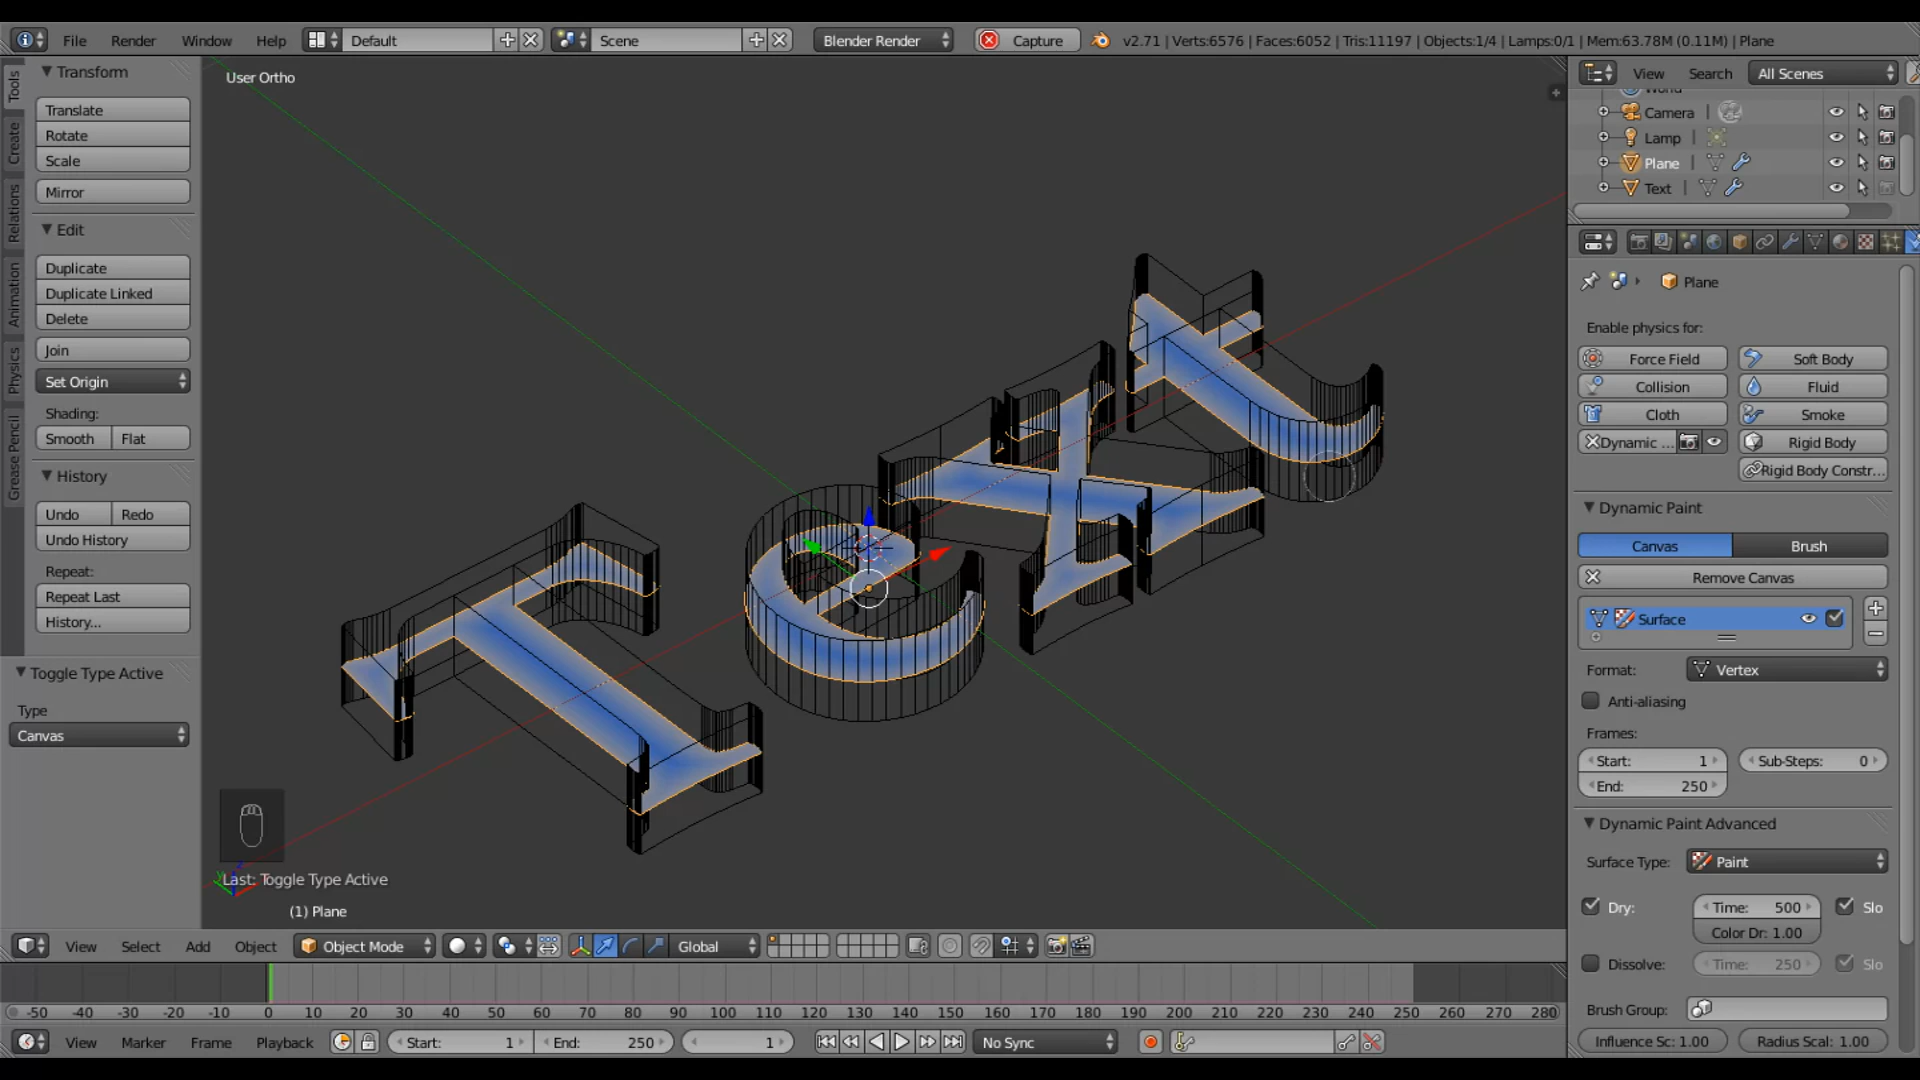 File Render Window Help Default Scene Blender Render Capture v2.71 | Verts:6576 | Faces:6052 | Tris:11197 | Objects:1/4 | Lamps:0/1 | Mem:63.78M (0.11M) | Plane
Tools
Create
Relations
Animation
Physics
Grease Pencil
Transform
Translate
Rotate
Scale
Mirror
Edit
Duplicate
Duplicate Linked
Delete
Join
Set Origin
Shading:
Smooth Flat
History
Undo Redo
Undo History
Repeat:
Repeat Last
History...
Toggle Type Active
Type
Canvas
User Ortho
Text
Last: Toggle Type Active
(1) Plane
View Select Add Object Object Mode Global
-50 -40 -30 -20 -10 0 10 20 30 40 50 60 70 80 90 100 110 120 130 140 150 160 170 180 190 200 210 220 230 240 250 260 270 280
View Marker Frame Playback Start: 1 End: 250 1 No Sync
View Search All Scenes
World
Camera
Lamp
Plane
Text
Plane
Enable physics for:
Force Field Soft Body
Collision Fluid
Cloth Smoke
Dynamic ... Rigid Body
Rigid Body Constr...
Dynamic Paint
Canvas Brush
Remove Canvas
Surface
Format: Vertex
Anti-aliasing
Frames:
Start: 1 Sub-Steps: 0
End: 250
Dynamic Paint Advanced
Surface Type: Paint
Dry: Time: 500 Slo
Color Dr: 1.00
Dissolve: Time: 250 Slo
Brush Group:
Influence Sc: 1.00 Radius Scal: 1.00